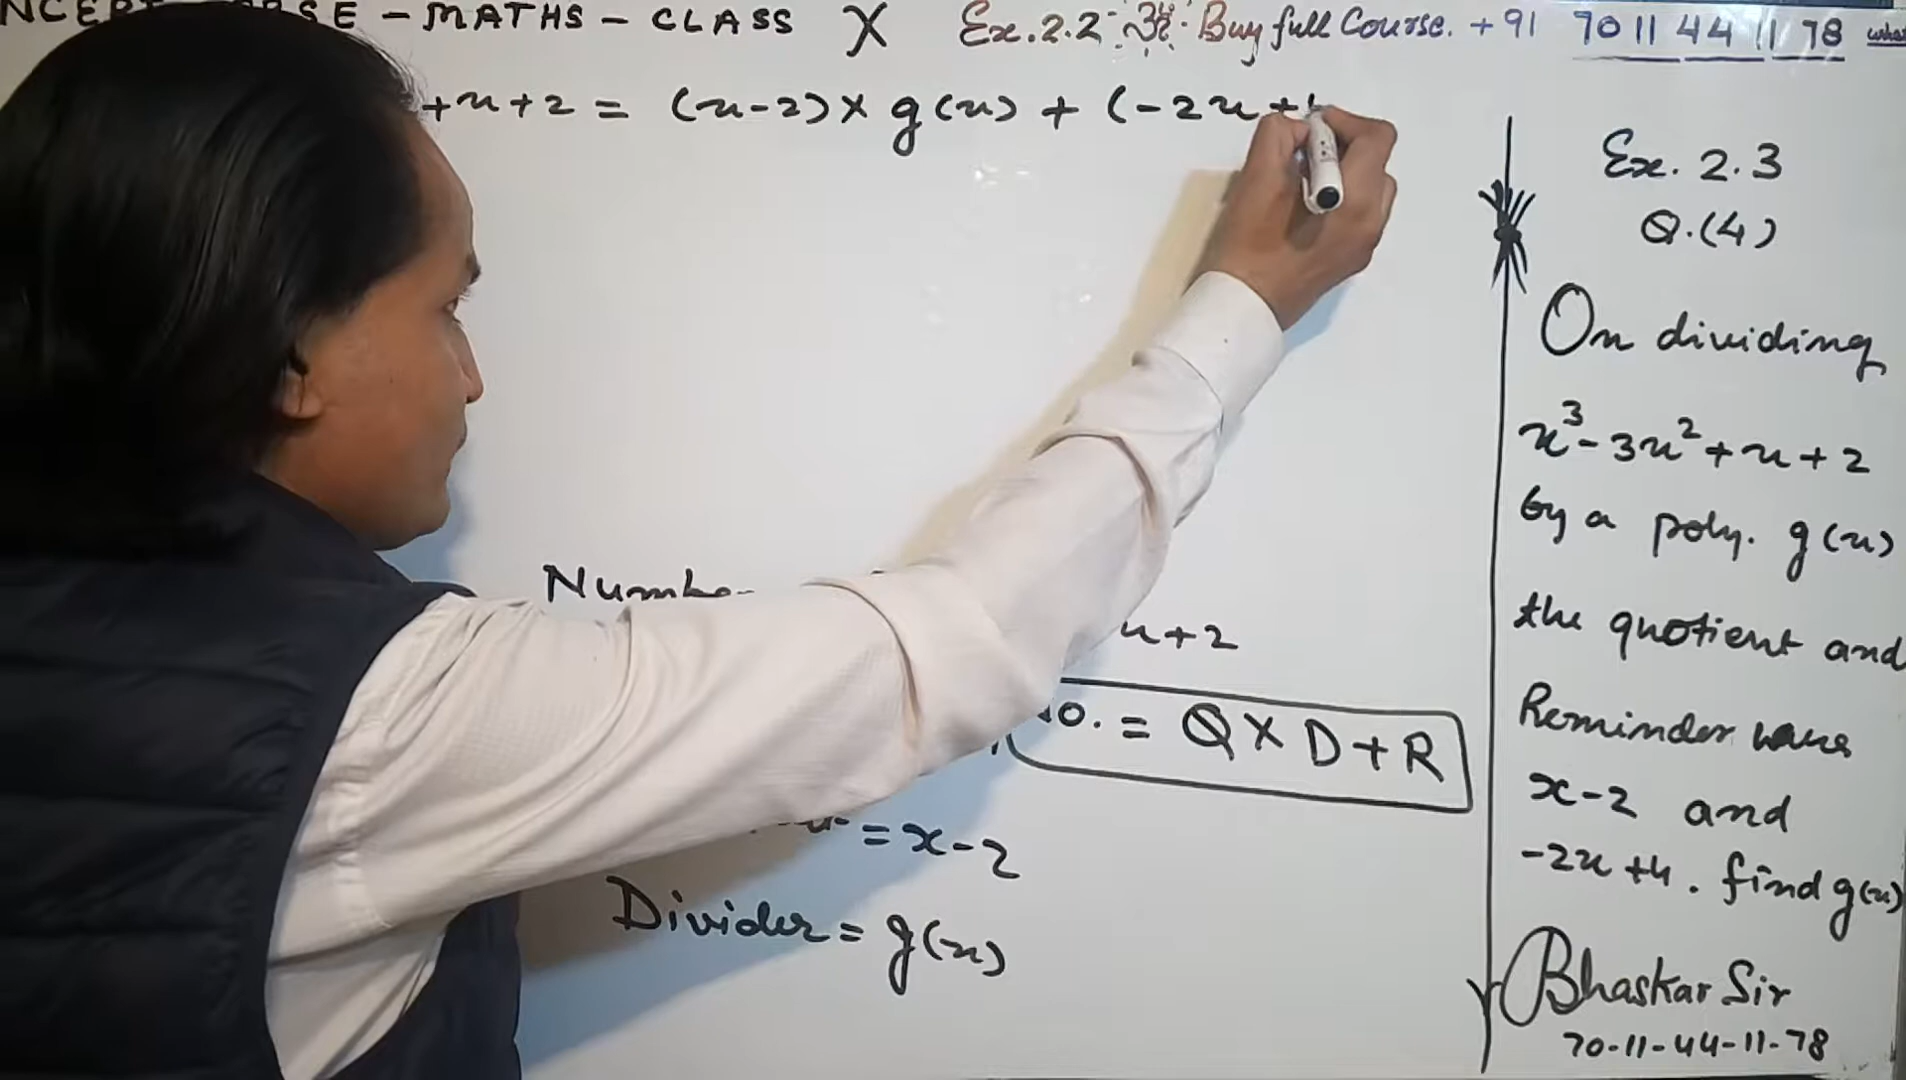 - MATHS - CLASS X Ex. 2.2 Buy full Course. +91 70 11 44 11 78
+x+2 = (x-2) × g(x) + (-2x+4
Ex. 2.3
Q.(4)
On dividing
x³-3x²+x+2
by a poly. g(x)
the quotient and
Reminder were
x-2 and
-2x+4. find g(x)
Bhaskar Sir
70-11-44-11-78
x+2
= Q × D + R
= x-2
Divider = g(x)